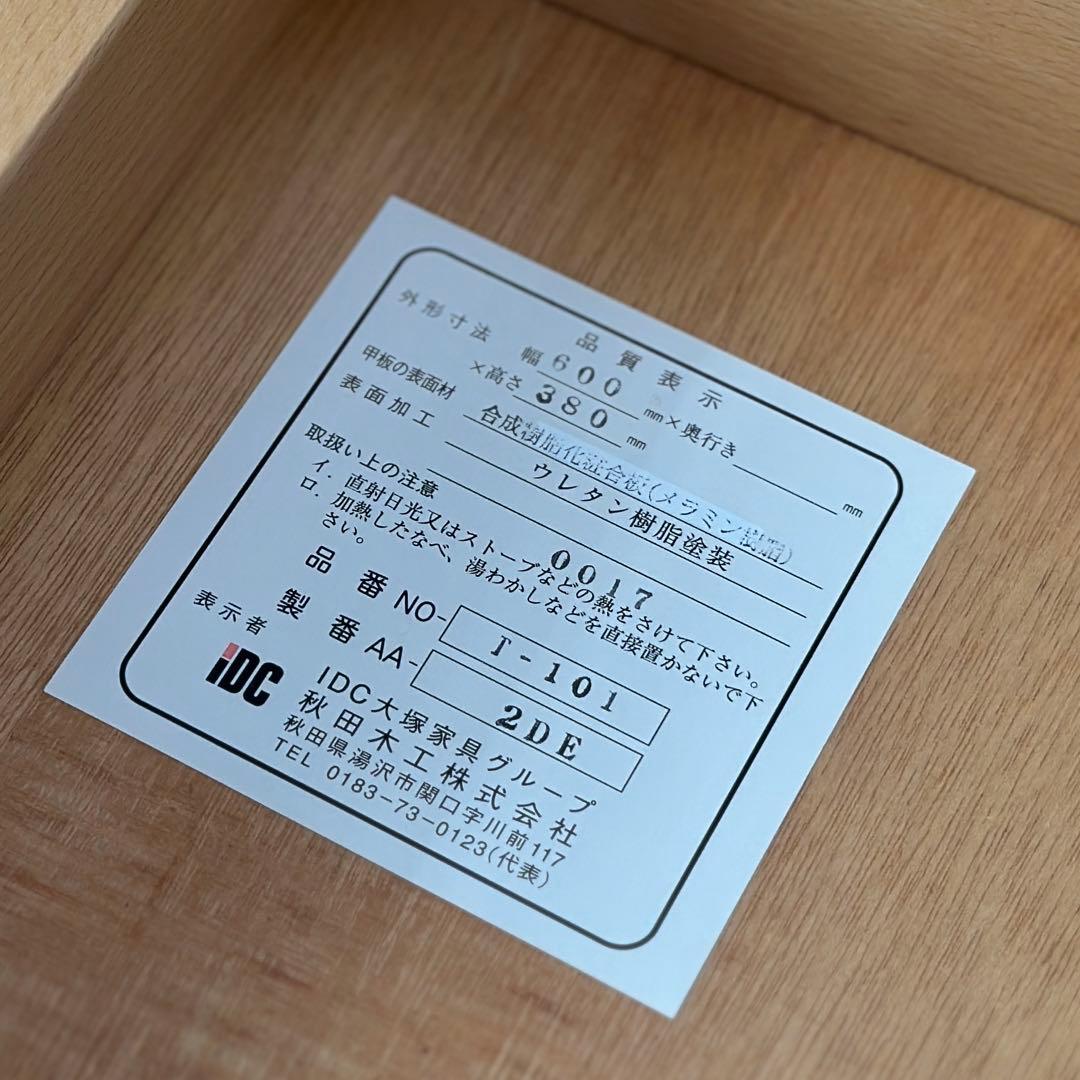 品質表示
外形寸法 幅600mm×奥行き mm
×高さ380mm
甲板の表面材 合成樹脂化粧合板(メラミン樹脂)
表面加工 ウレタン樹脂塗装
取扱い上の注意 0017
イ．直射日光又はストーブなどの熱をさけて下さい。
ロ．加熱したなべ、湯わかしなどを直接置かないで下
さい。
品番 NO- T-101
製番 AA- 2DE
表示者
iDC IDC大塚家具グループ
秋田木工株式会社
秋田県湯沢市関口字川前117
TEL 0183-73-0123(代表)